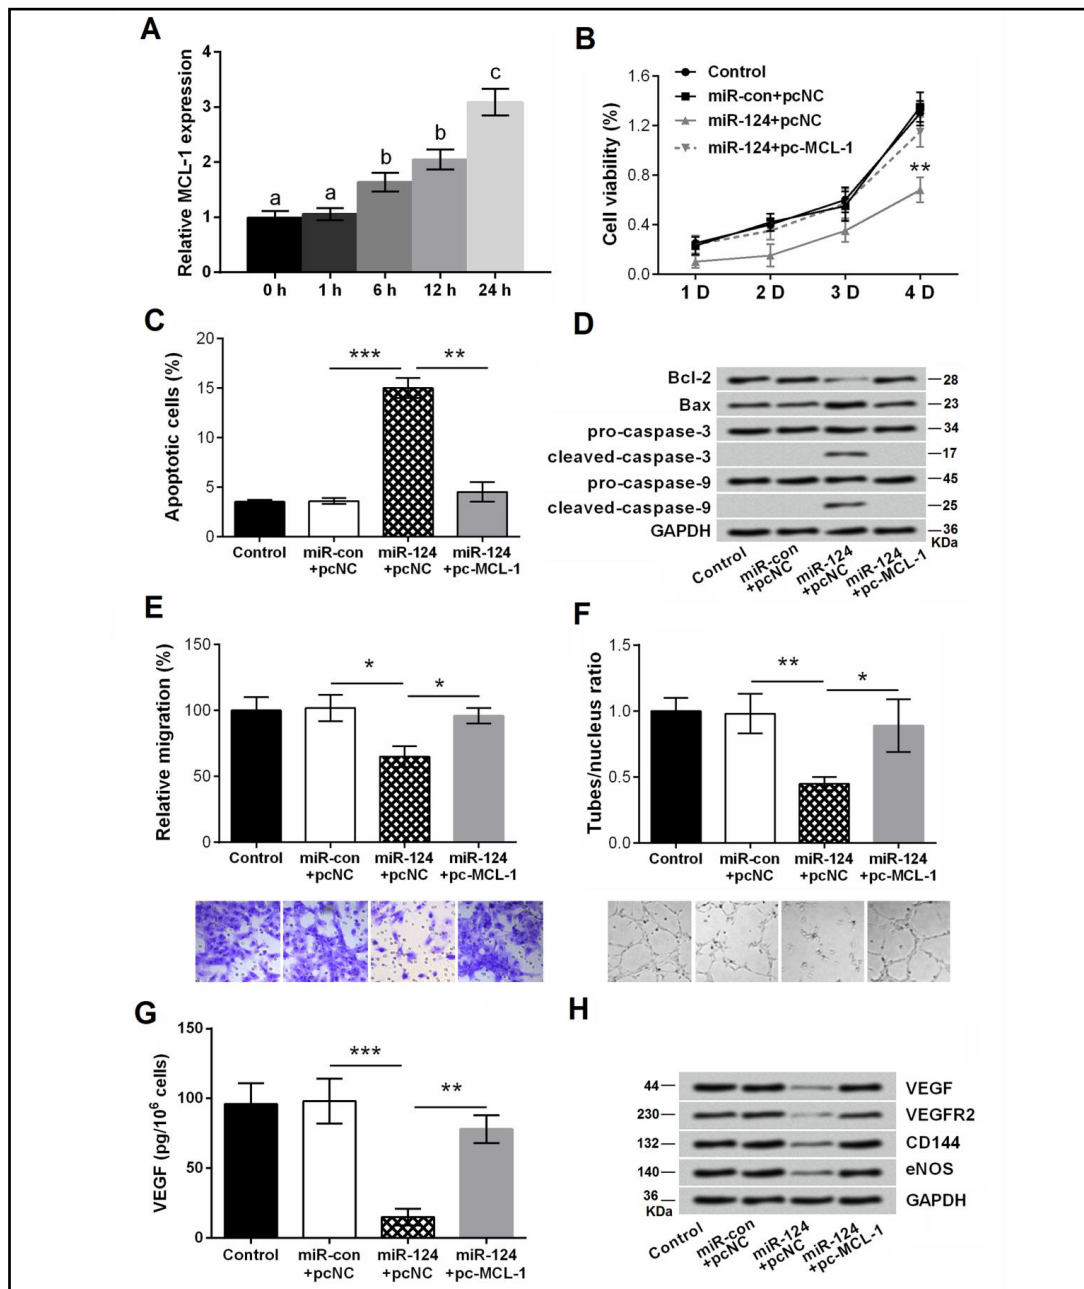 A
Relative MCL-1 expression
4
3
2
1
0
a
a
b
b
c
0 h
1 h
6 h
12 h
24 h
B
Cell viability (%)
1.6
1.2
0.8
0.4
0.0
Control
miR-con+pcNC
miR-124+pcNC
miR-124+pc-MCL-1
**
1 D
2 D
3 D
4 D
C
Apoptotic cells (%)
20
15
10
5
0
***
**
Control
miR-con
+pcNC
miR-124
+pcNC
miR-124
+pc-MCL-1
D
Bcl-2
28
Bax
23
pro-caspase-3
34
cleaved-caspase-3
17
pro-caspase-9
45
cleaved-caspase-9
25
GAPDH
36
KDa
Control
miR-con
+pcNC
miR-124
+pcNC
miR-124
+pc-MCL-1
E
Relative migration (%)
150
100
50
0
*
*
Control
miR-con
+pcNC
miR-124
+pcNC
miR-124
+pc-MCL-1
F
Tubes/nucleus ratio
1.5
1.0
0.5
0.0
**
*
Control
miR-con
+pcNC
miR-124
+pcNC
miR-124
+pc-MCL-1
G
VEGF (pg/10⁶ cells)
150
100
50
0
***
**
Control
miR-con
+pcNC
miR-124
+pcNC
miR-124
+pc-MCL-1
H
44
VEGF
230
VEGFR2
132
CD144
140
eNOS
36
KDa
GAPDH
Control
miR-con
+pcNC
miR-124
+pcNC
miR-124
+pc-MCL-1